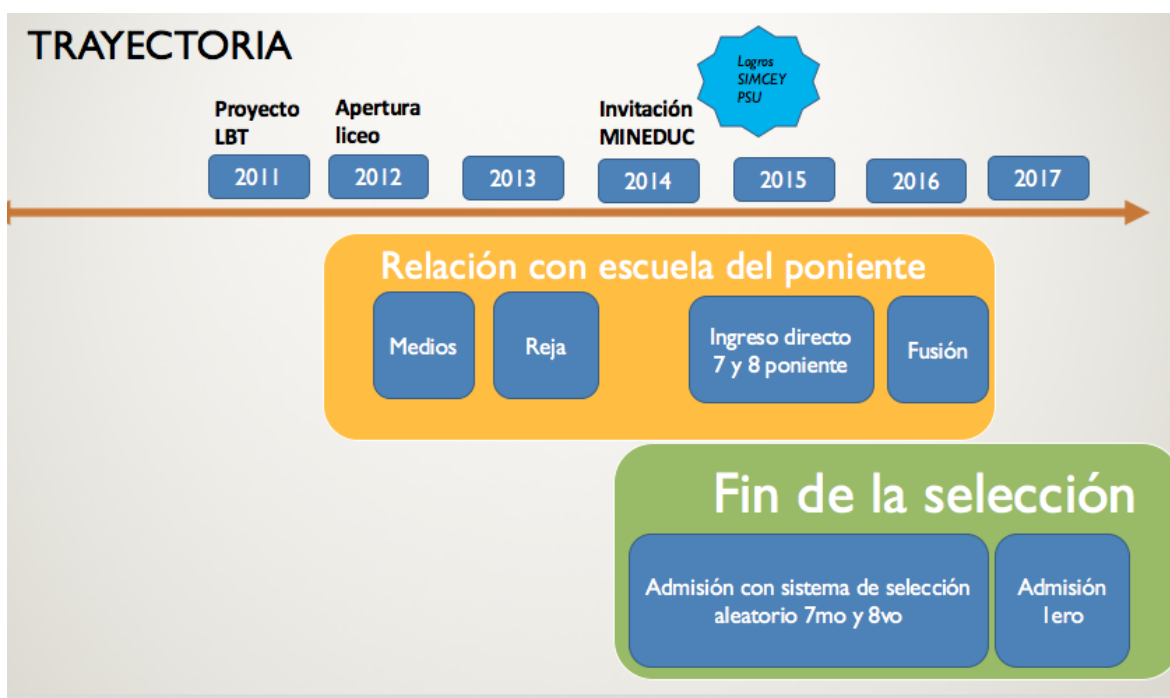 TRAYECTORIA
Logros
SIMCEY
PSU
Proyecto
LBT
Apertura
liceo
Invitación
MINEDUC
2011
2012
2013
2014
2015
2016
2017
Relación con escuela del poniente
Medios
Reja
Ingreso directo
7 y 8 poniente
Fusión
Fin de la selección
Admisión con sistema de selección
aleatorio 7mo y 8vo
Admisión
1ero